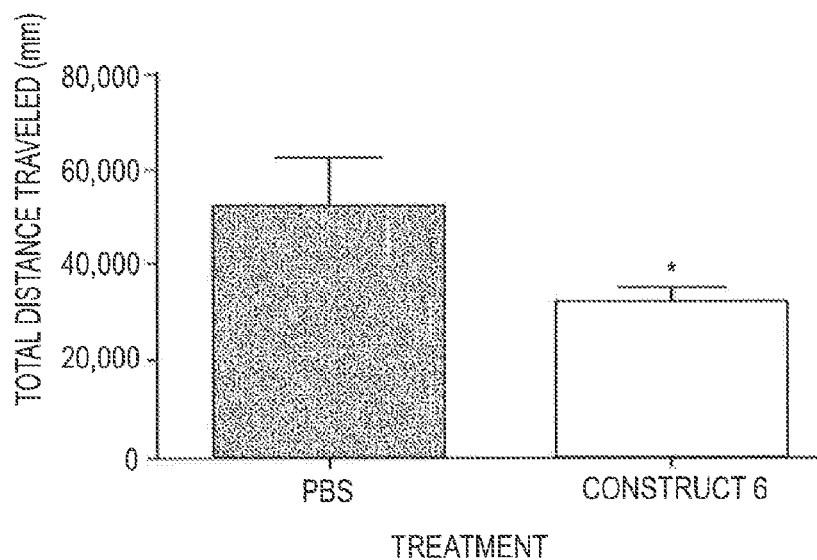 TOTAL DISTANCE TRAVELED (mm)
80,000
60,000
40,000
20,000
0
*
PBS
CONSTRUCT 6
TREATMENT